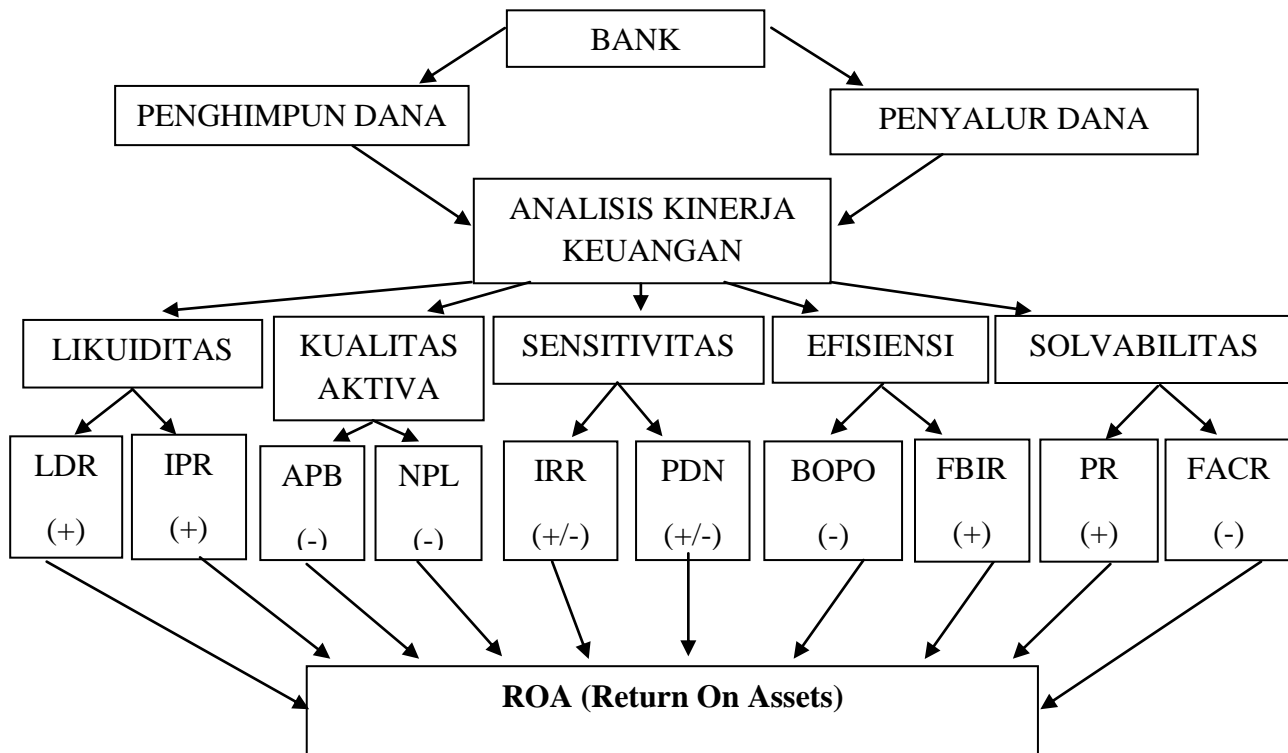 BANK
PENGHIMPUN DANA
PENYALUR DANA
ANALISIS KINERJA
KEUANGAN
LIKUIDITAS
KUALITAS
AKTIVA
SENSITIVITAS
EFISIENSI
SOLVABILITAS
LDR
(+)
IPR
(+)
APB
(-)
NPL
(-)
IRR
(+/-)
PDN
(+/-)
BOPO
(-)
FBIR
(+)
PR
(+)
FACR
(-)
ROA (Return On Assets)